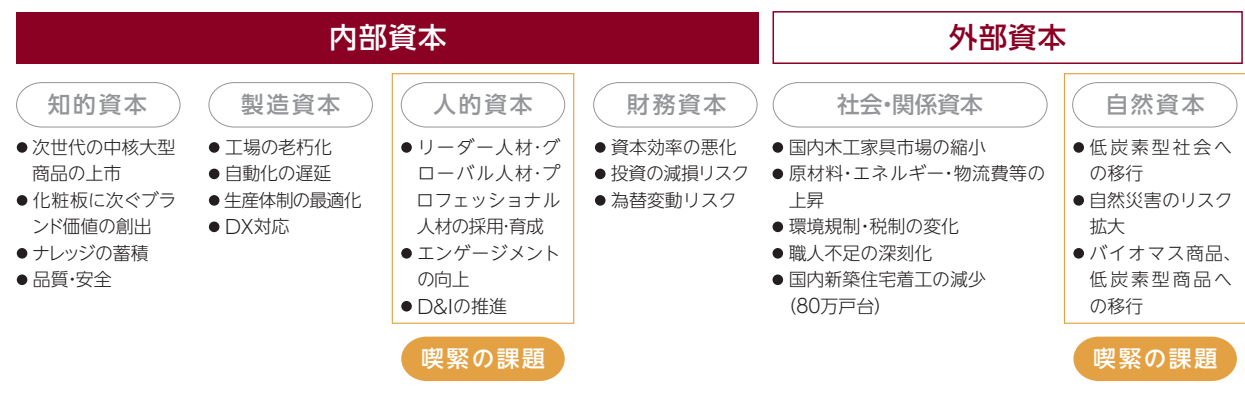 内部資本
外部資本
知的資本
●次世代の中核大型
商品の上市
●化粧板に次ぐブラ
ンド価値の創出
●ナレッジの蓄積
●品質・安全
製造資本
●工場の老朽化
●自動化の遅延
●生産体制の最適化
●DX対応
人的資本
●リーダー人材・グ
ローバル人材・プ
ロフェッショナル
人材の採用・育成
●エンゲージメント
の向上
●D&Iの推進
喫緊の課題
財務資本
●資本効率の悪化
●投資の減損リスク
●為替変動リスク
社会・関係資本
●国内木工家具市場の縮小
●原材料・エネルギー・物流費等の
上昇
●環境規制・税制の変化
●職人不足の深刻化
●国内新築住宅着工の減少
(80万戸台)
自然資本
●低炭素型社会へ
の移行
●自然災害のリスク
拡大
●バイオマス商品、
低炭素型商品へ
の移行
喫緊の課題